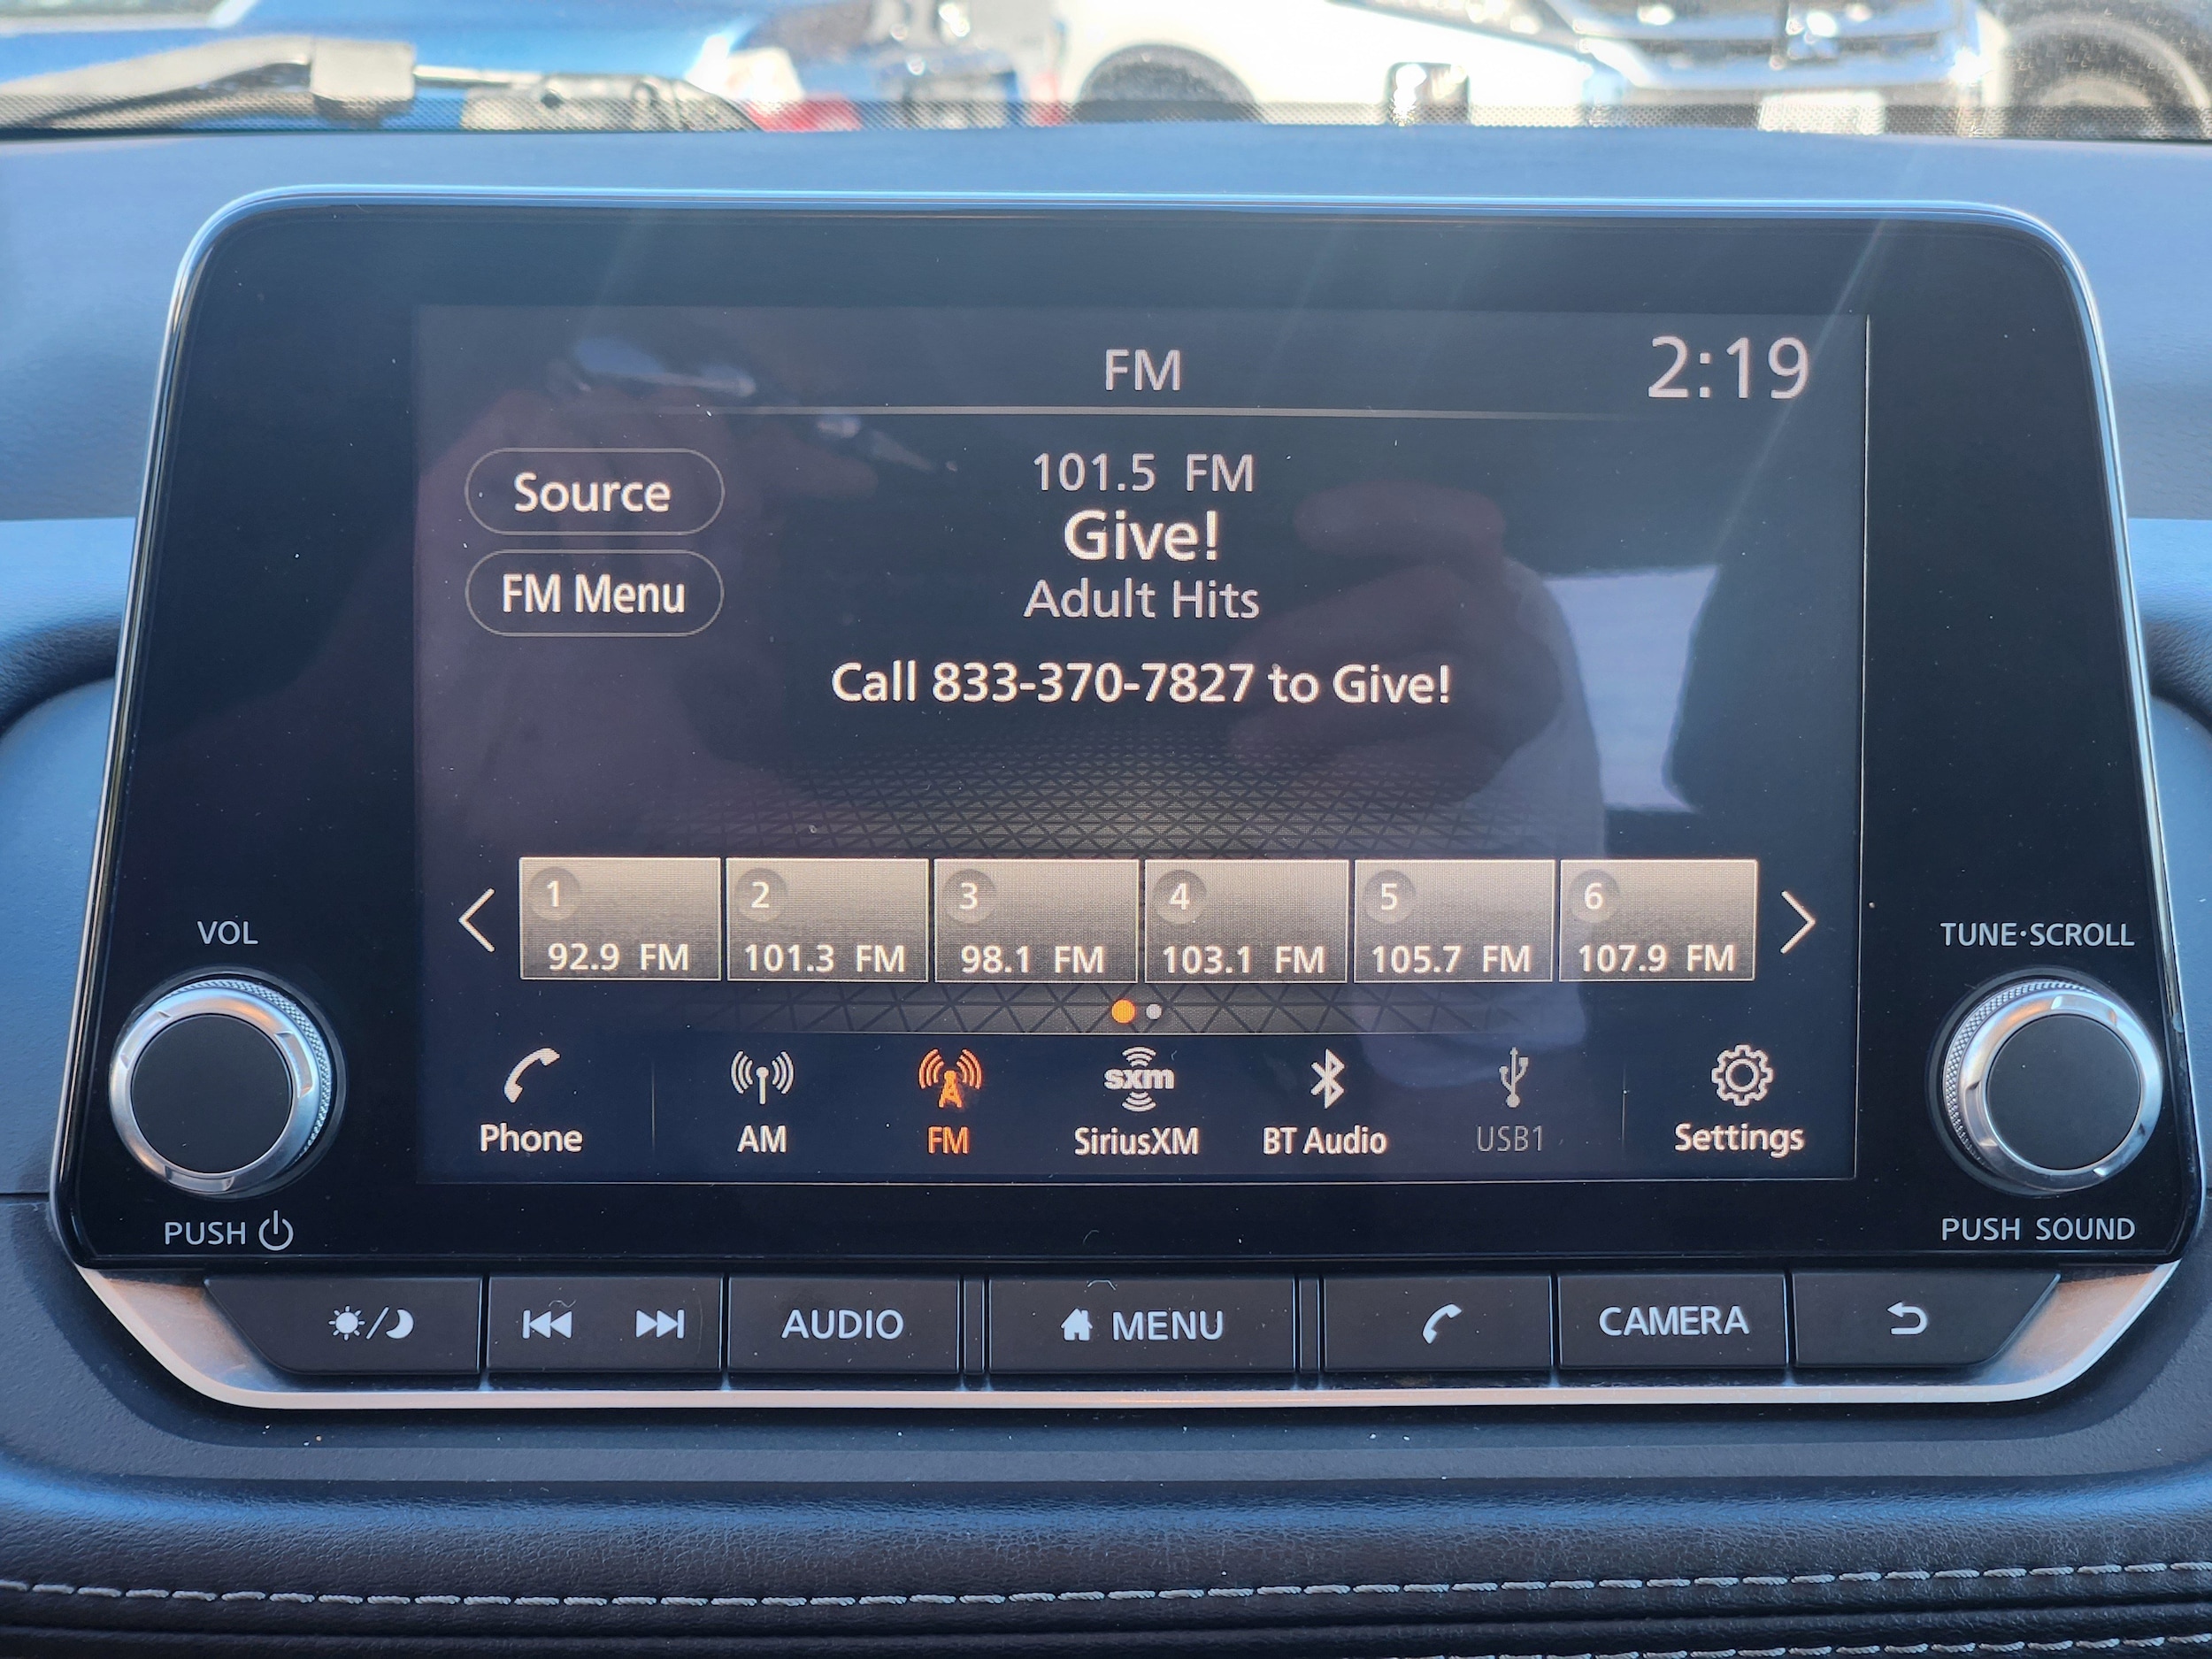 FM
2:19
Source
FM Menu
101.5 FM
Give!
Adult Hits
Call 833-370-7827 to Give!
1
92.9 FM
2
101.3 FM
3
98.1 FM
4
103.1 FM
5
105.7 FM
6
107.9 FM
VOL
TUNE·SCROLL
sxm
Phone
AM
FM
SiriusXM
BT Audio
USB1
Settings
PUSH
PUSH SOUND
AUDIO
MENU
CAMERA